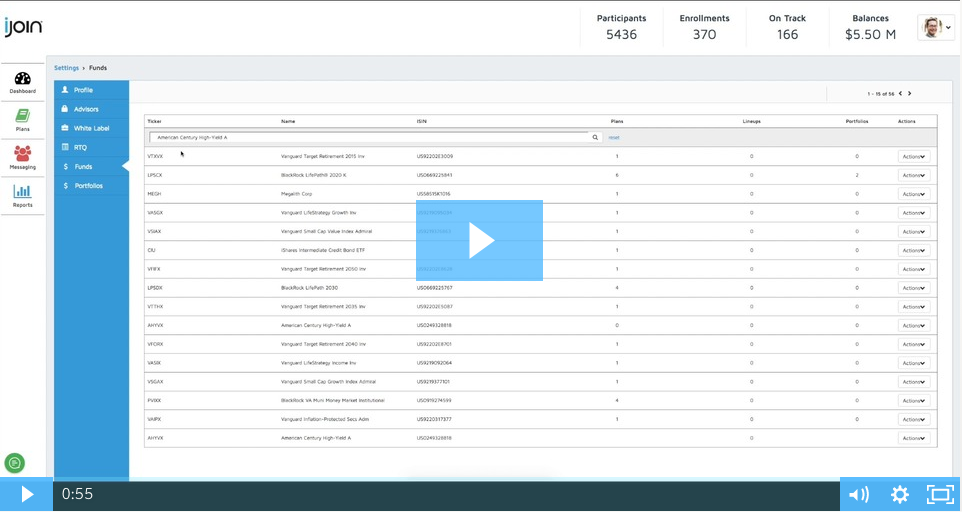 ijoin
Participants Enrollments On Track Balances
5436 370 166 $5.50 M
Settings › Funds
Dashboard
Plans
Messaging
Reports
Profile
Advisors
White Label
RTQ
Funds
Portfolios
1 - 15 of 56
Ticker Name ISIN Plans Lineups Portfolios Actions
American Century High-Yield A reset
VTXVX Vanguard Target Retirement 2015 Inv US92202E3009 1 0 0 Actions
LPSCX BlackRock LifePath® 2020 K US0669225841 6 0 2 Actions
MEGH Megalith Corp US58515K1016 1 0 0 Actions
VASGX Vanguard LifeStrategy Growth Inv 1 0 0 Actions
VSIAX Vanguard Small Cap Value Index Admiral 1 0 0 Actions
CIU iShares Intermediate Credit Bond ETF 1 0 0 Actions
VFIFX Vanguard Target Retirement 2050 Inv 1 0 0 Actions
LPSDX BlackRock LifePath 2030 US0669225767 4 0 0 Actions
VTTHX Vanguard Target Retirement 2035 Inv US92202E5087 1 0 0 Actions
AHYVX American Century High-Yield A US0249328818 0 0 0 Actions
VFORX Vanguard Target Retirement 2040 Inv US92202E8701 1 0 0 Actions
VASIX Vanguard LifeStrategy Income Inv US9219092064 1 0 0 Actions
VSGAX Vanguard Small Cap Growth Index Admiral US9219377101 1 0 0 Actions
PVIXX BlackRock VA Muni Money Market Institutional US0919274599 4 0 0 Actions
VAIPX Vanguard Inflation-Protected Secs Adm US9220317377 1 0 0 Actions
AHYVX American Century High-Yield A US0249328818 0 Actions
0:55